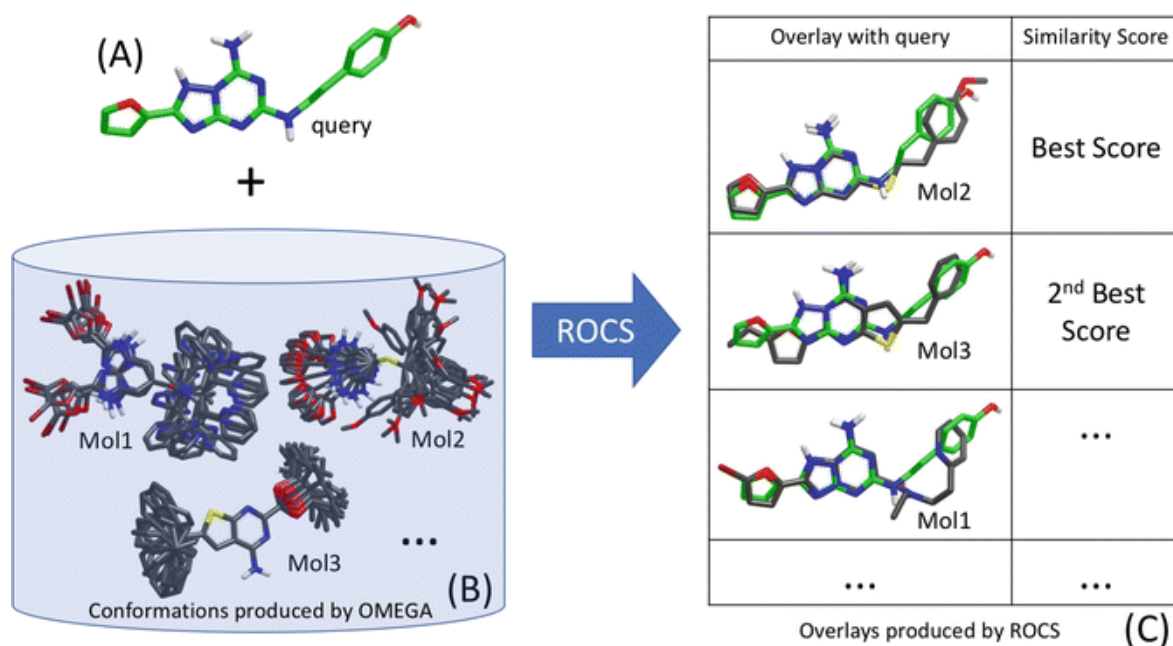 (A)
query
+
Mol1
Mol2
Mol3
...
(B)
Conformations produced by OMEGA
ROCS
Overlay with query
Similarity Score
Mol2
Best Score
Mol3
2nd Best
Score
Mol1
...
...
...
Overlays produced by ROCS
(C)